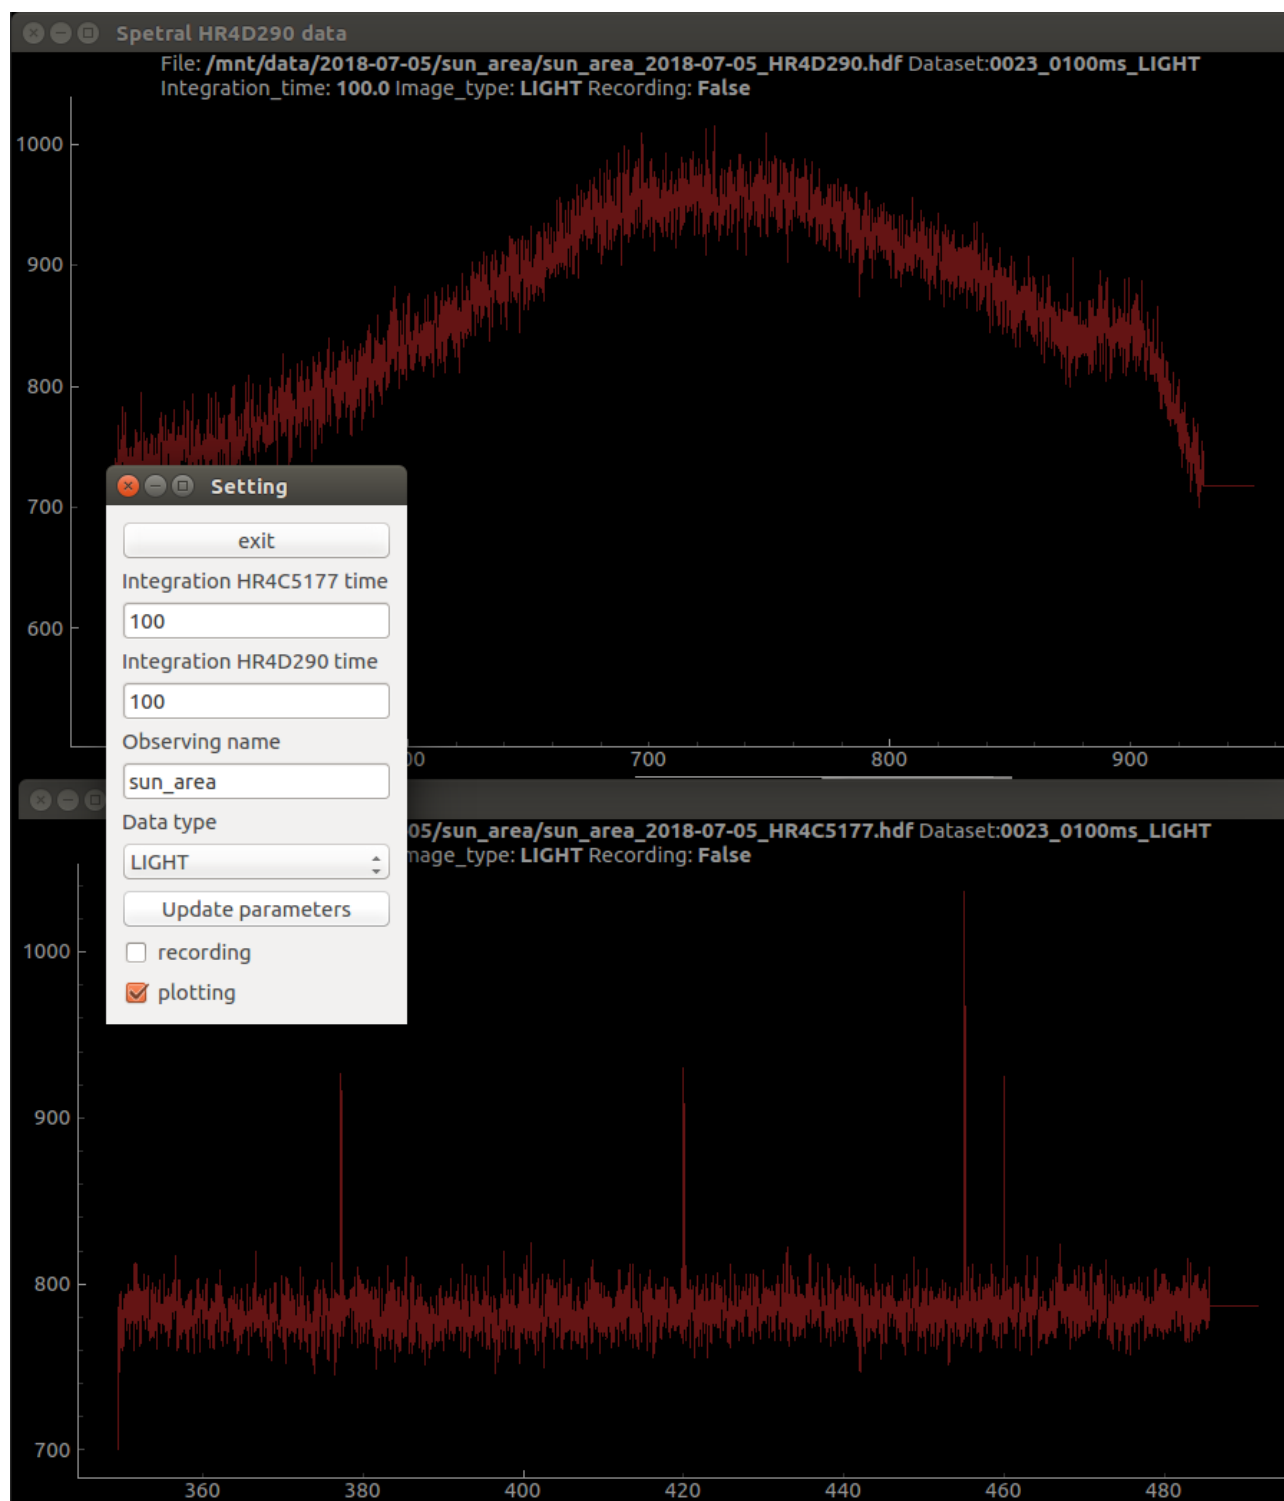 Spetral HR4D290 data
File: /mnt/data/2018-07-05/sun_area/sun_area_2018-07-05_HR4D290.hdf Dataset:0023_0100ms_LIGHT
Integration_time: 100.0 Image_type: LIGHT Recording: False
1000
900
800
700
600
700 800 900
Setting
exit
Integration HR4C5177 time
100
Integration HR4D290 time
100
Observing name
sun_area
Data type
LIGHT
Update parameters
recording
plotting
05/sun_area/sun_area_2018-07-05_HR4C5177.hdf Dataset:0023_0100ms_LIGHT
mage_type: LIGHT Recording: False
1000
900
800
700
360 380 400 420 440 460 480